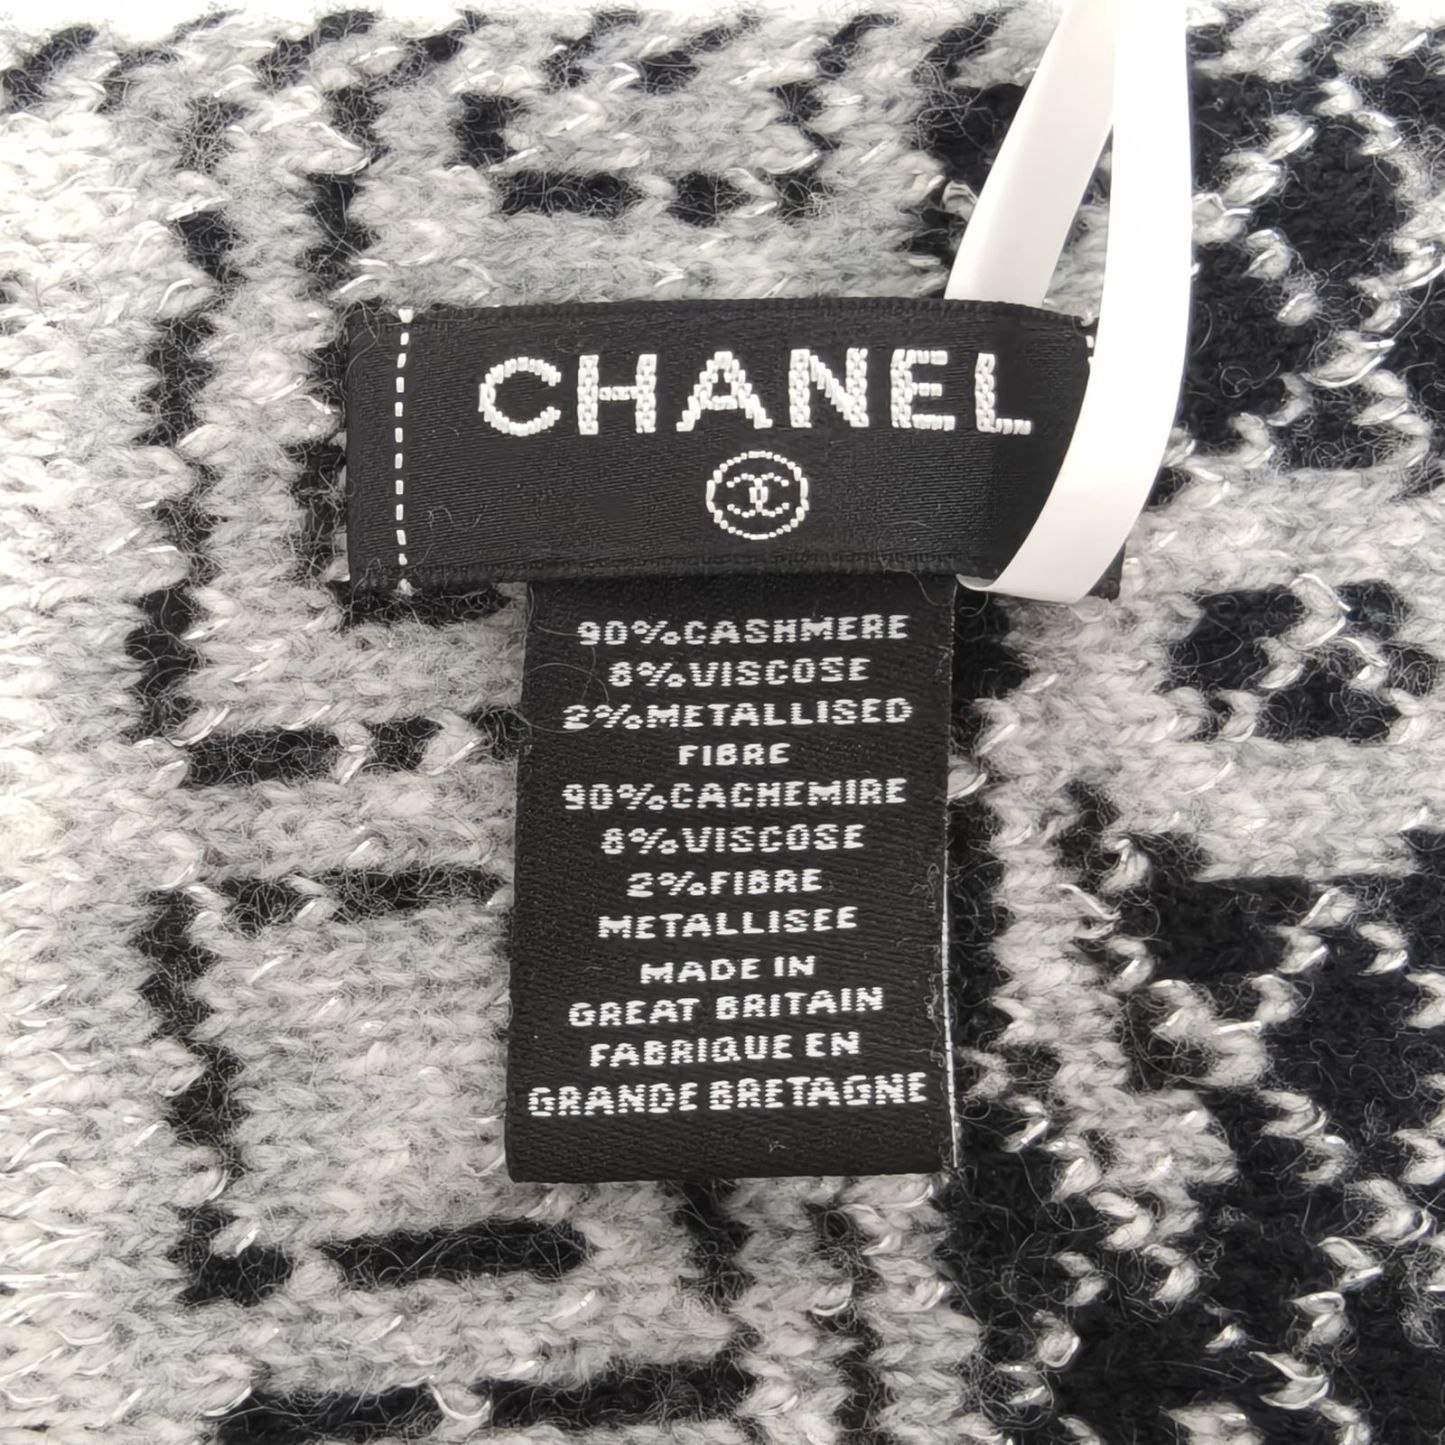 CHANEL
90%CASHMERE
8%VISCOSE
2%METALLISED
FIBRE
90%CACHEMIRE
8%VISCOSE
2%FIBRE
METALLISEE
MADE IN
GREAT BRITAIN
FABRIQUE EN
GRANDE BRETAGNE